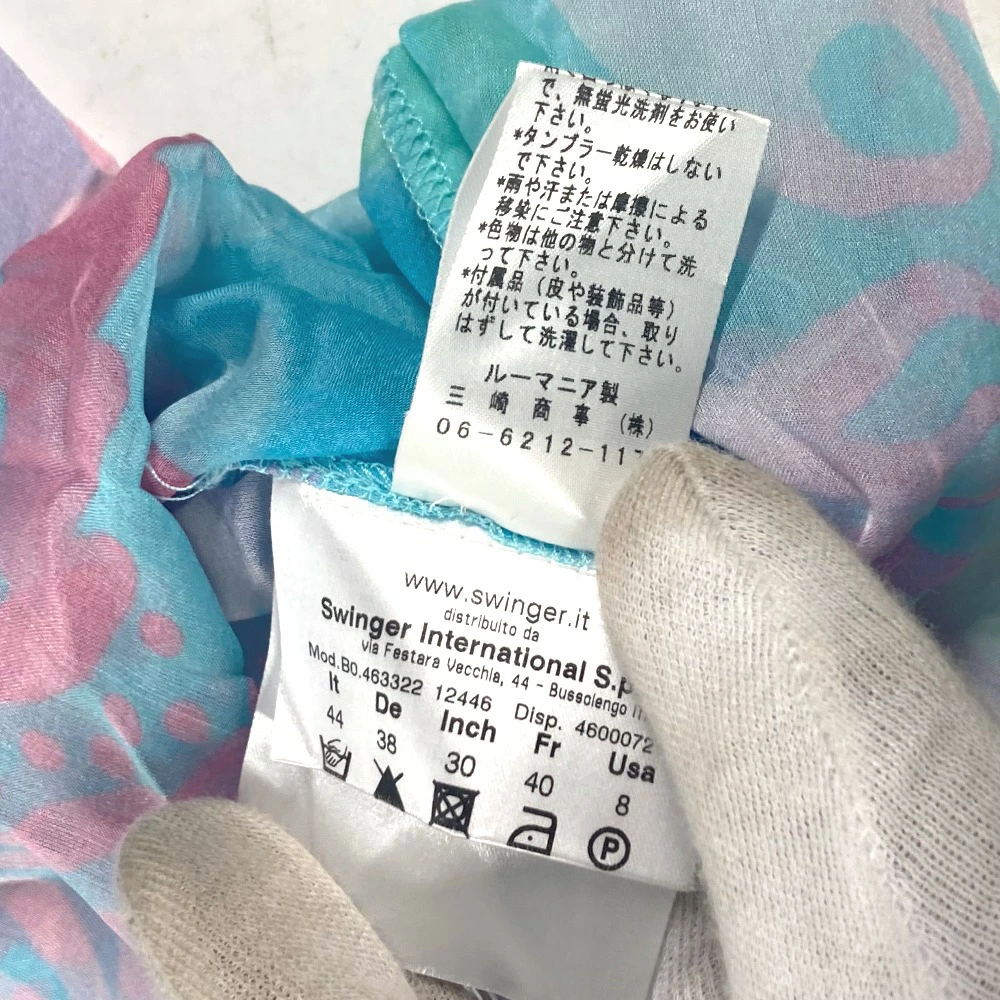 で、無蛍光洗剤をお使い
下さい。
*タンブラー乾燥はしない
で下さい。
*雨や汗または摩擦による
移染にご注意下さい。
*色物は他の物と分けて洗
って下さい。
*付属品（皮や装飾品等）
が付いている場合、取り
はずして洗濯して下さい。
ルーマニア製
三崎商事（株）
06-6212-11
www.swinger.it
distribuito da
Swinger International S.p
via Festara Vecchia, 44 - Bussolengo
Mod.B0.463322 12446 Disp. 4600072
It De Inch Fr Usa
44 38 30 40 8
P